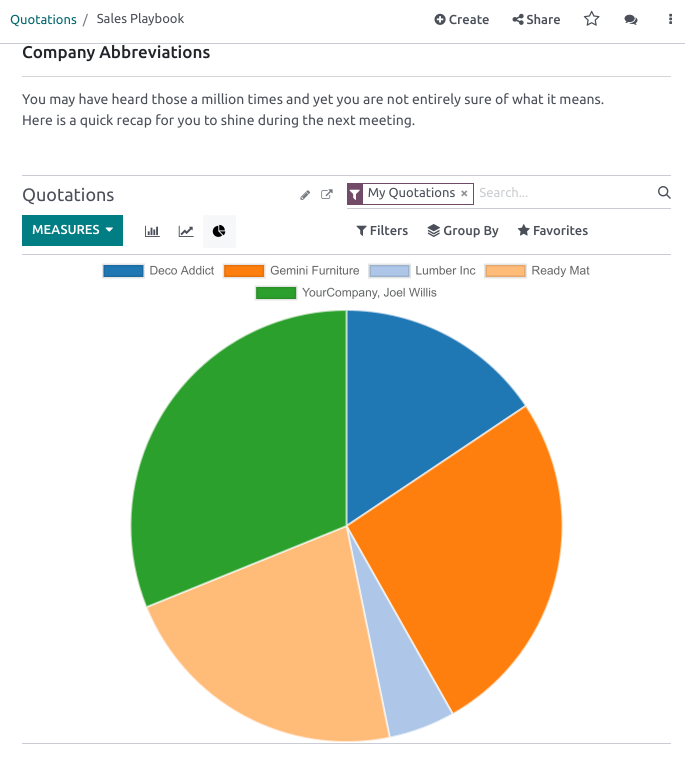 Quotations / Sales Playbook Create Share
Company Abbreviations
You may have heard those a million times and yet you are not entirely sure of what it means.
Here is a quick recap for you to shine during the next meeting.
Quotations My Quotations × Search...
MEASURES Filters Group By Favorites
Deco Addict Gemini Furniture Lumber Inc Ready Mat
YourCompany, Joel Willis